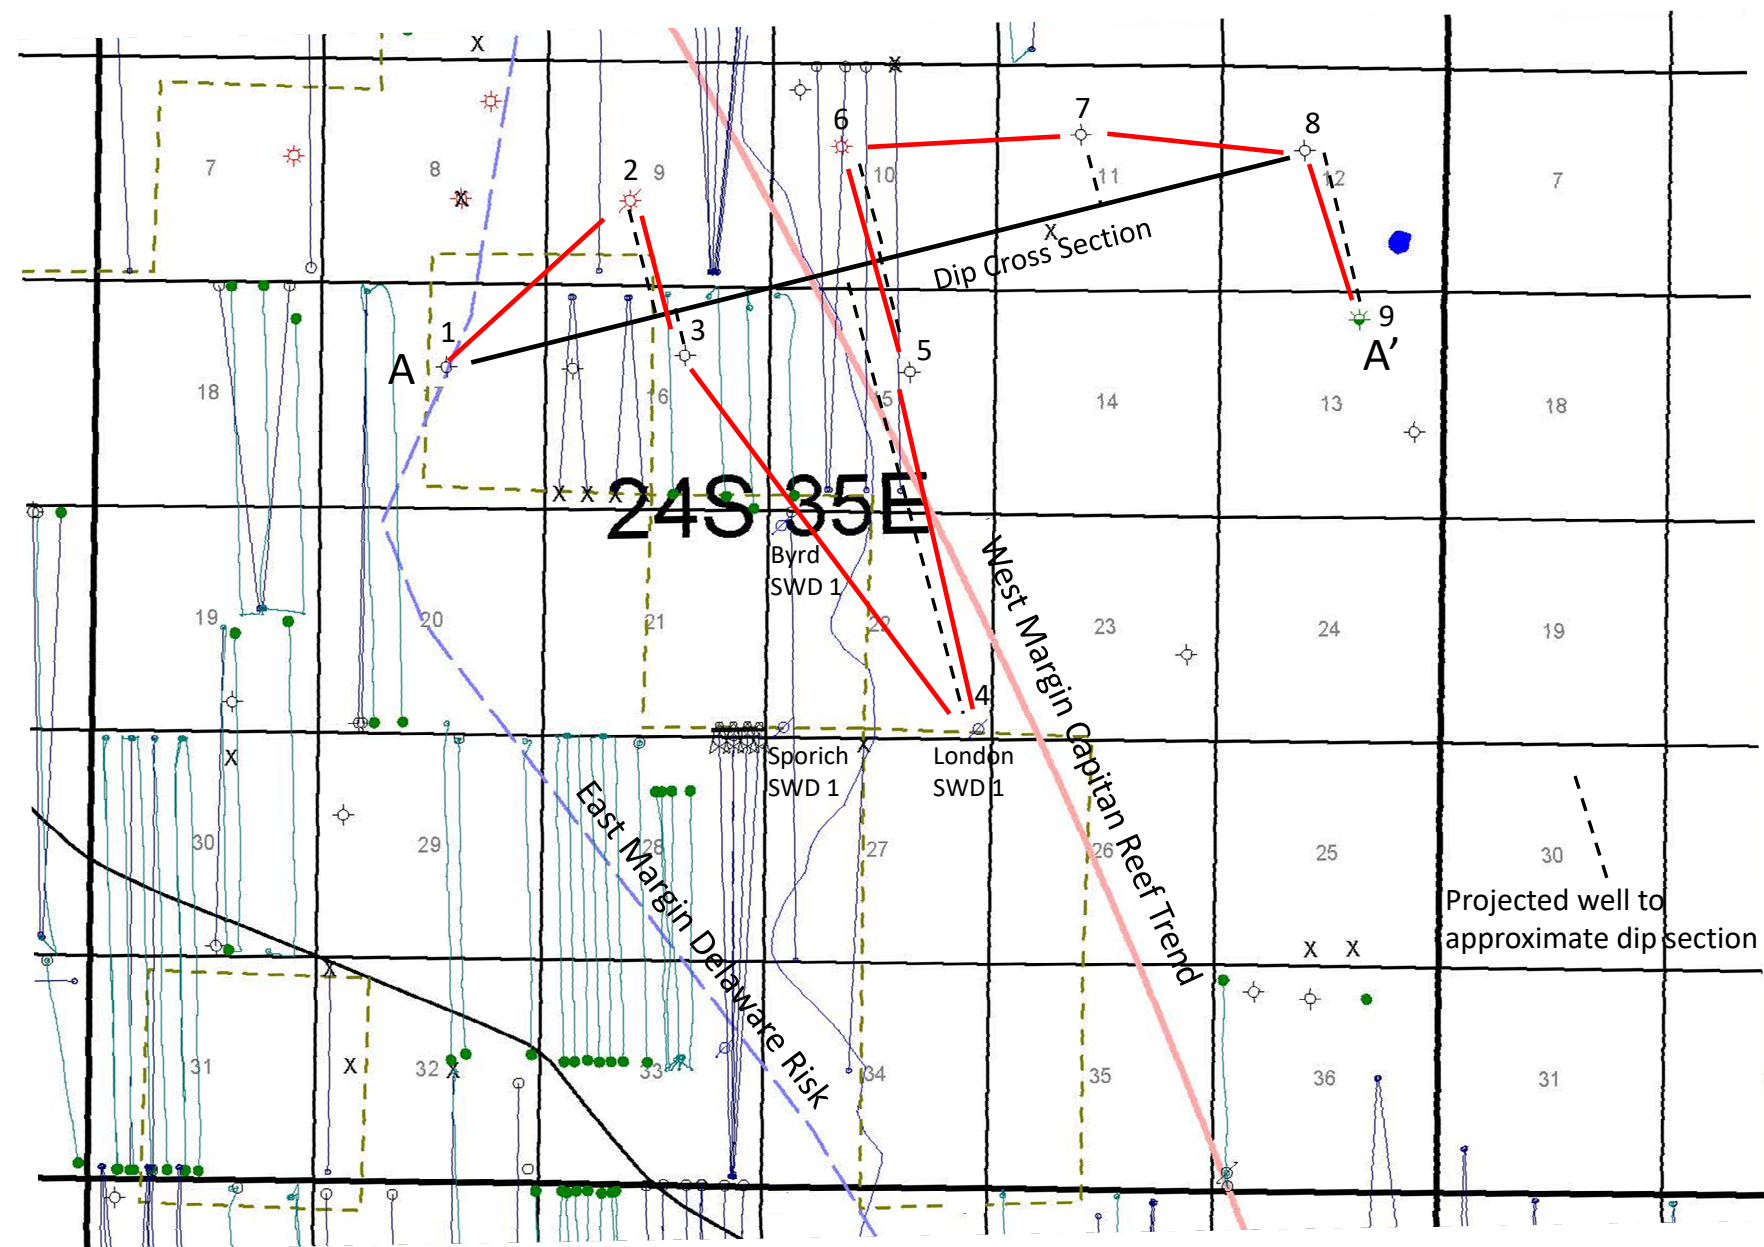 X
X
7
8
9
10
11
12
7
X
2
6
7
8
X
Dip Cross Section
1
3
5
9
A
A’
18
17
16
15
14
13
18
X X X X
24S 35E
Byrd
SWD 1
19
20
21
22
23
24
19
West Margin Capitan Reef Trend
4
X
Sporich
SWD 1
X
London
SWD 1
East Margin Delaware Risk
30
29
28
27
26
25
30
Projected well to
approximate dip section
X
X X
31
X
32
X
33
34
35
36
31